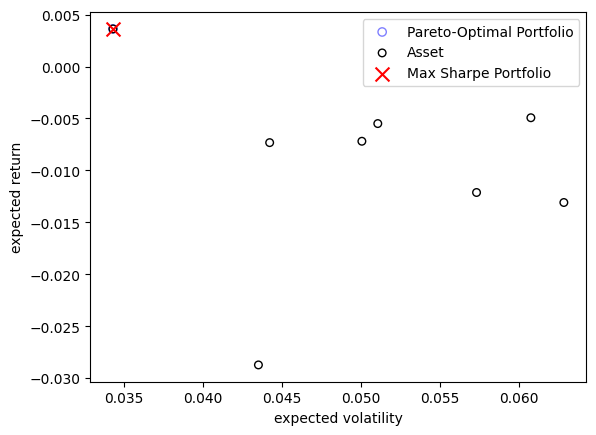 Pareto-Optimal Portfolio
Asset
Max Sharpe Portfolio
0.005
0.000
−0.005
−0.010
−0.015
−0.020
−0.025
−0.030
expected return
0.035 0.040 0.045 0.050 0.055 0.060
expected volatility